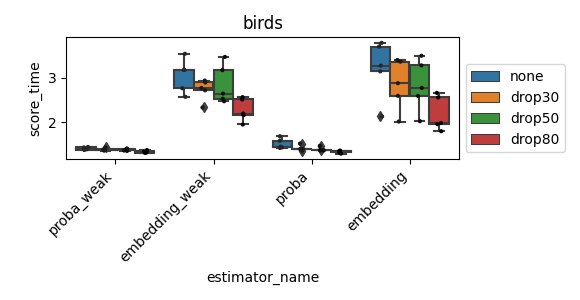 birds
score_time
3
2
none
drop30
drop50
drop80
proba_weak
embedding_weak
proba
embedding
estimator_name